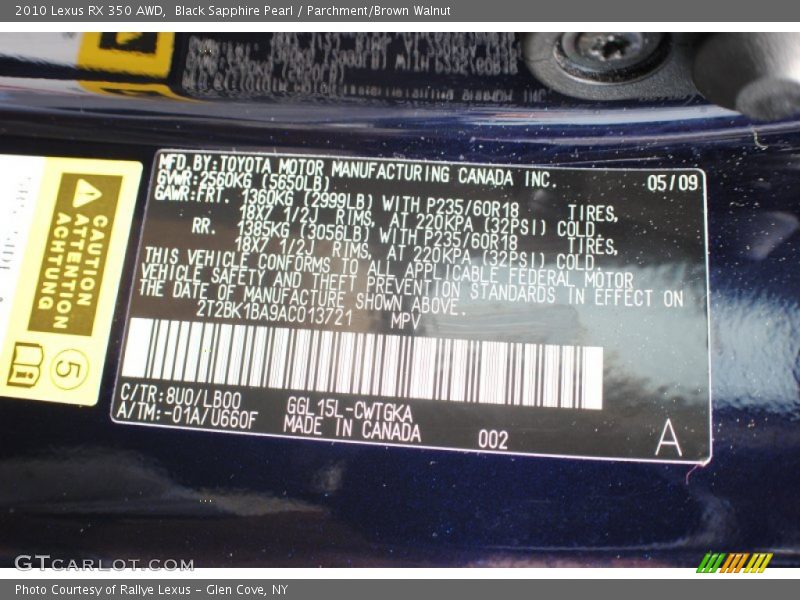 2010 Lexus RX 350 AWD, Black Sapphire Pearl / Parchment/Brown Walnut
MFD. BY: TOYOTA MOTOR MANUFACTURING CANADA INC. 05/09
GVWR: 2560KG (5650LB)
GAWR: FRT. 1360KG (2999LB) WITH P235/60R18 TIRES,
18X7 1/2J RIMS, AT 220KPA (32PSI) COLD
RR. 1385KG (3056LB) WITH P235/60R18 TIRES,
18X7 1/2J RIMS, AT 220KPA (32PSI) COLD
THIS VEHICLE CONFORMS TO ALL APPLICABLE FEDERAL MOTOR
VEHICLE SAFETY AND THEFT PREVENTION STANDARDS IN EFFECT ON
THE DATE OF MANUFACTURE SHOWN ABOVE.
2T2BK1BA9AC013721 MPV
C/TR: 8U0/LB00 GGL15L-CWTGKA
A/TM: -01A/U660F MADE IN CANADA 002 A
CAUTION
ATTENTION
ACHTUNG
5
GTCARLOT.COM
Photo Courtesy of Rallye Lexus - Glen Cove, NY